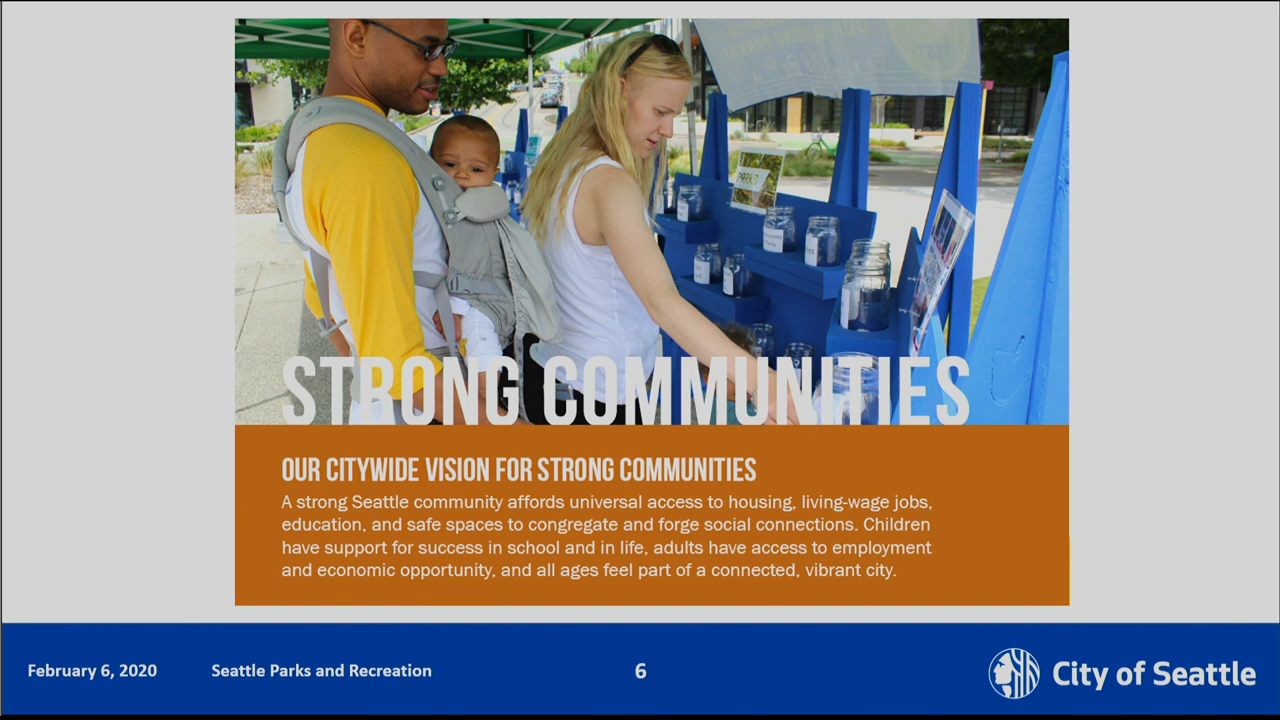 STRONG COMMUNITIES
OUR CITYWIDE VISION FOR STRONG COMMUNITIES
A strong Seattle community affords universal access to housing, living-wage jobs,
education, and safe spaces to congregate and forge social connections. Children
have support for success in school and in life, adults have access to employment
and economic opportunity, and all ages feel part of a connected, vibrant city.
February 6, 2020
Seattle Parks and Recreation
6
City of Seattle